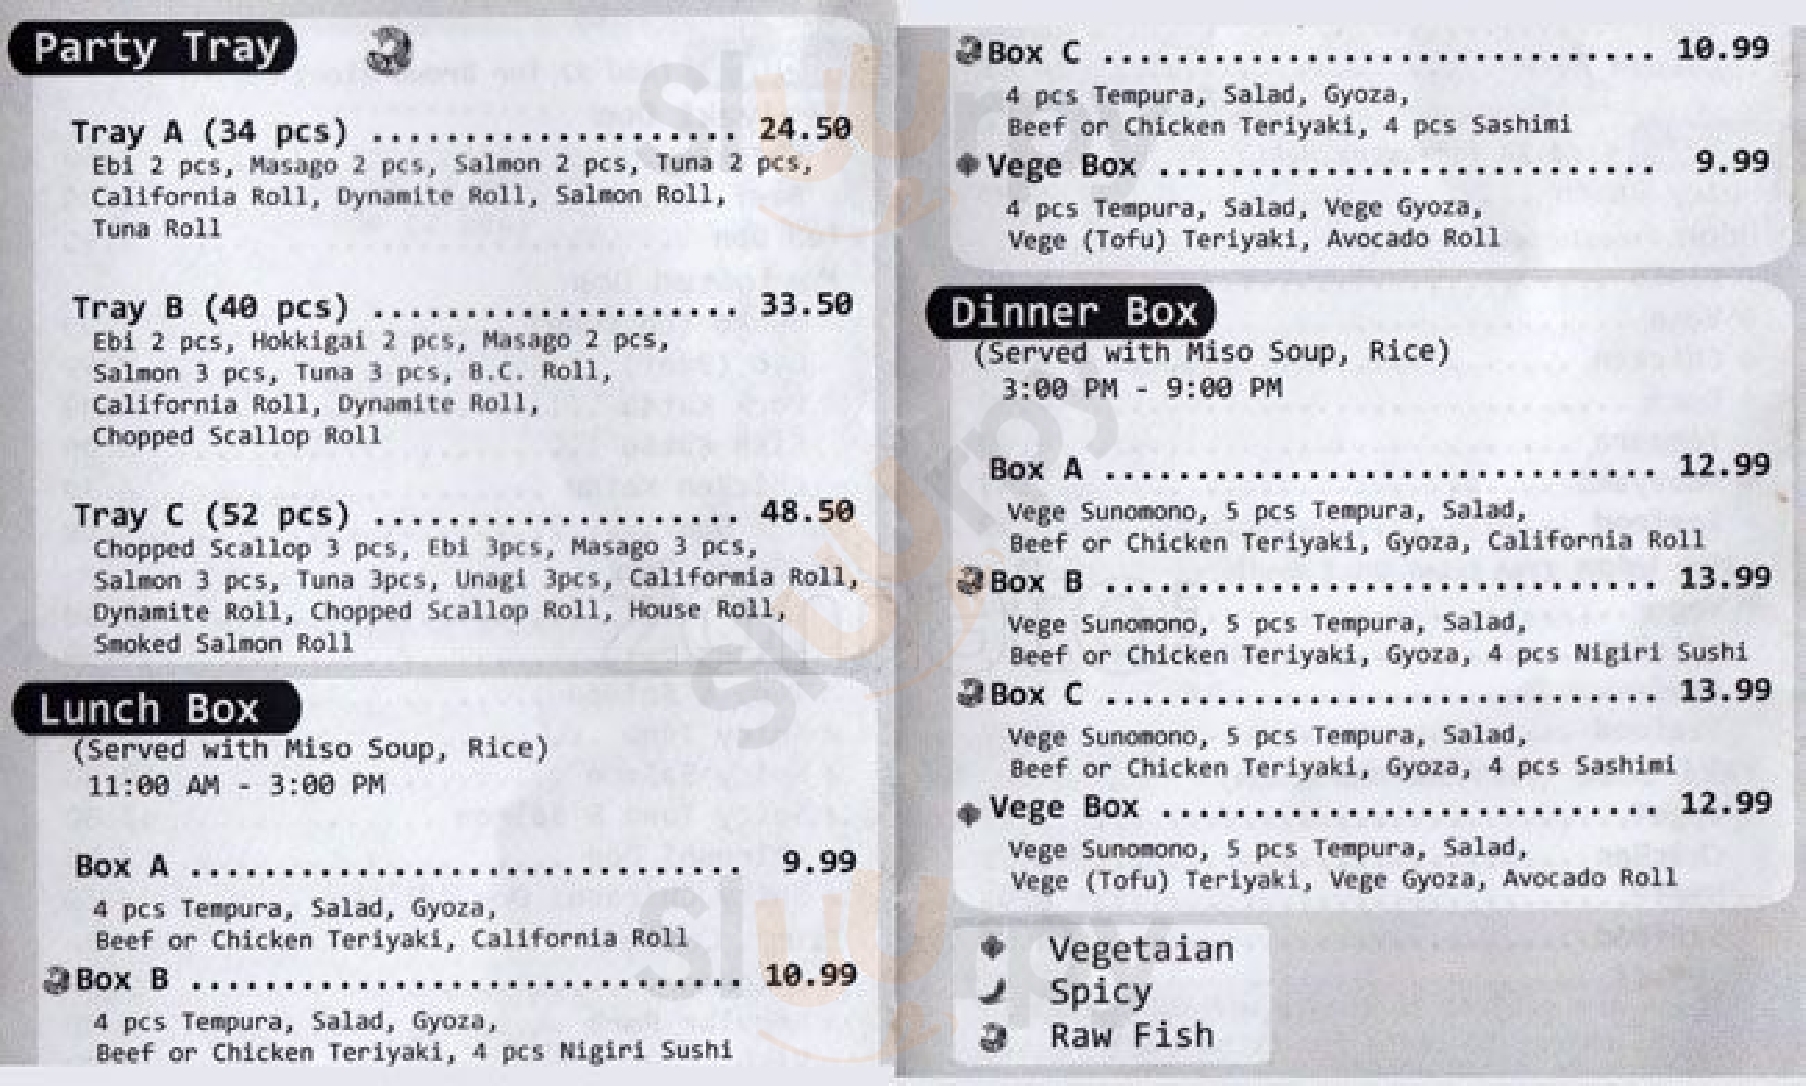 Party Tray
Tray A (34 pcs) .................... 24.50
Ebi 2 pcs, Masago 2 pcs, Salmon 2 pcs, Tuna 2 pcs,
California Roll, Dynamite Roll, Salmon Roll,
Tuna Roll
Tray B (40 pcs) .................... 33.50
Ebi 2 pcs, Hokkigai 2 pcs, Masago 2 pcs,
Salmon 3 pcs, Tuna 3 pcs, B.C. Roll,
California Roll, Dynamite Roll,
Chopped Scallop Roll
Tray C (52 pcs) .................... 48.50
Chopped Scallop 3 pcs, Ebi 3pcs, Masago 3 pcs,
Salmon 3 pcs, Tuna 3pcs, Unagi 3pcs, Califormia Roll,
Dynamite Roll, Chopped Scallop Roll, House Roll,
Smoked Salmon Roll
Lunch Box
(Served with Miso Soup, Rice)
11:00 AM - 3:00 PM
Box A .............................. 9.99
4 pcs Tempura, Salad, Gyoza,
Beef or Chicken Teriyaki, California Roll
Box B .............................. 10.99
4 pcs Tempura, Salad, Gyoza,
Beef or Chicken Teriyaki, 4 pcs Nigiri Sushi
Box C .............................. 10.99
4 pcs Tempura, Salad, Gyoza,
Beef or Chicken Teriyaki, 4 pcs Sashimi
Vege Box ........................... 9.99
4 pcs Tempura, Salad, Vege Gyoza,
Vege (Tofu) Teriyaki, Avocado Roll
Dinner Box
(Served with Miso Soup, Rice)
3:00 PM - 9:00 PM
Box A .............................. 12.99
Vege Sunomono, 5 pcs Tempura, Salad,
Beef or Chicken Teriyaki, Gyoza, California Roll
Box B .............................. 13.99
Vege Sunomono, 5 pcs Tempura, Salad,
Beef or Chicken Teriyaki, Gyoza, 4 pcs Nigiri Sushi
Box C .............................. 13.99
Vege Sunomono, 5 pcs Tempura, Salad,
Beef or Chicken Teriyaki, Gyoza, 4 pcs Sashimi
Vege Box ........................... 12.99
Vege Sunomono, 5 pcs Tempura, Salad,
Vege (Tofu) Teriyaki, Vege Gyoza, Avocado Roll
Vegetaian
Spicy
Raw Fish
Sluurpy
Sluurpy
Sluurpy